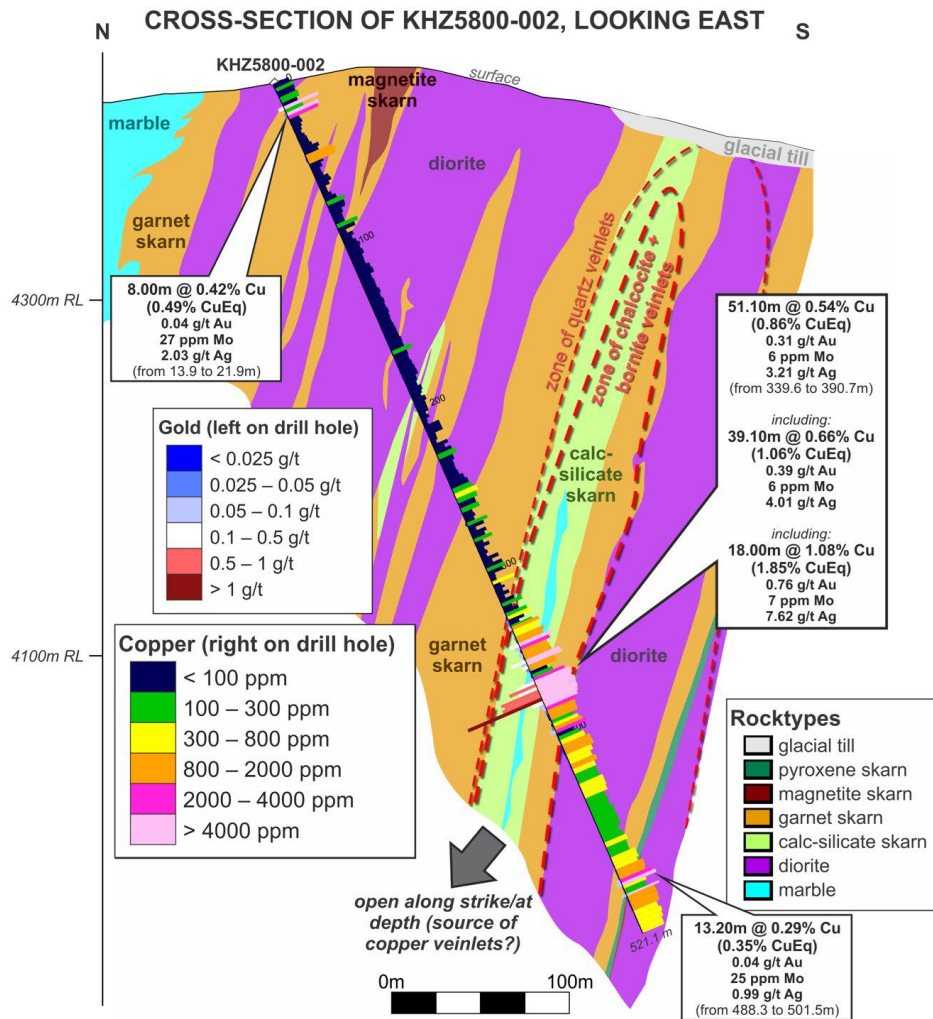 CROSS-SECTION OF KHZ5800-002, LOOKING EAST
N
S
KHZ5800-002
0
surface
magnetite
skarn
marble
diorite
glacial till
garnet
skarn
100
4300m RL
8.00m @ 0.42% Cu
(0.49% CuEq)
0.04 g/t Au
27 ppm Mo
2.03 g/t Ag
(from 13.9 to 21.9m)
zone of quartz veinlets
zone of chalcocite +
bornite veinlets
51.10m @ 0.54% Cu
(0.86% CuEq)
0.31 g/t Au
6 ppm Mo
3.21 g/t Ag
(from 339.6 to 390.7m)
including:
39.10m @ 0.66% Cu
(1.06% CuEq)
0.39 g/t Au
6 ppm Mo
4.01 g/t Ag
including:
18.00m @ 1.08% Cu
(1.85% CuEq)
0.76 g/t Au
7 ppm Mo
7.62 g/t Ag
200
Gold (left on drill hole)
< 0.025 g/t
0.025 – 0.05 g/t
0.05 – 0.1 g/t
0.1 – 0.5 g/t
0.5 – 1 g/t
> 1 g/t
calc-
silicate
skarn
300
4100m RL
garnet
skarn
diorite
Copper (right on drill hole)
< 100 ppm
100 – 300 ppm
300 – 800 ppm
800 – 2000 ppm
2000 – 4000 ppm
> 4000 ppm
Rocktypes
glacial till
pyroxene skarn
magnetite skarn
garnet skarn
calc-silicate skarn
diorite
marble
open along strike/at
depth (source of
copper veinlets?)
521.1 m
13.20m @ 0.29% Cu
(0.35% CuEq)
0.04 g/t Au
25 ppm Mo
0.99 g/t Ag
(from 488.3 to 501.5m)
0m
100m